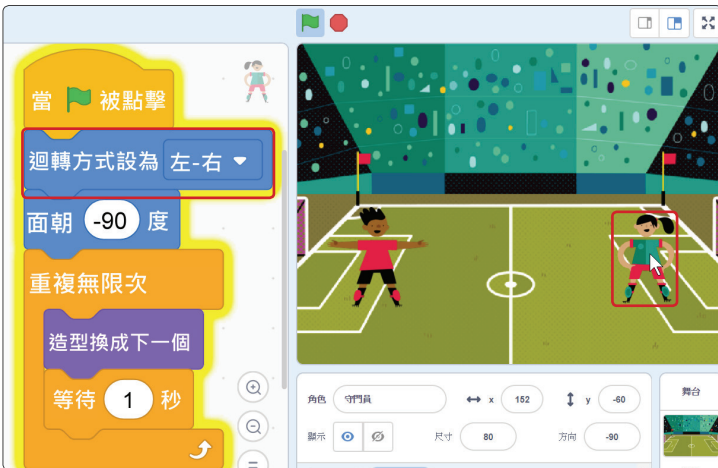 當 被點擊
迴轉方式設為 左-右
面朝 -90 度
重複無限次
造型換成下一個
等待 1 秒
角色 守門員 x 152 y -60
顯示 尺寸 80 方向 -90
舞台